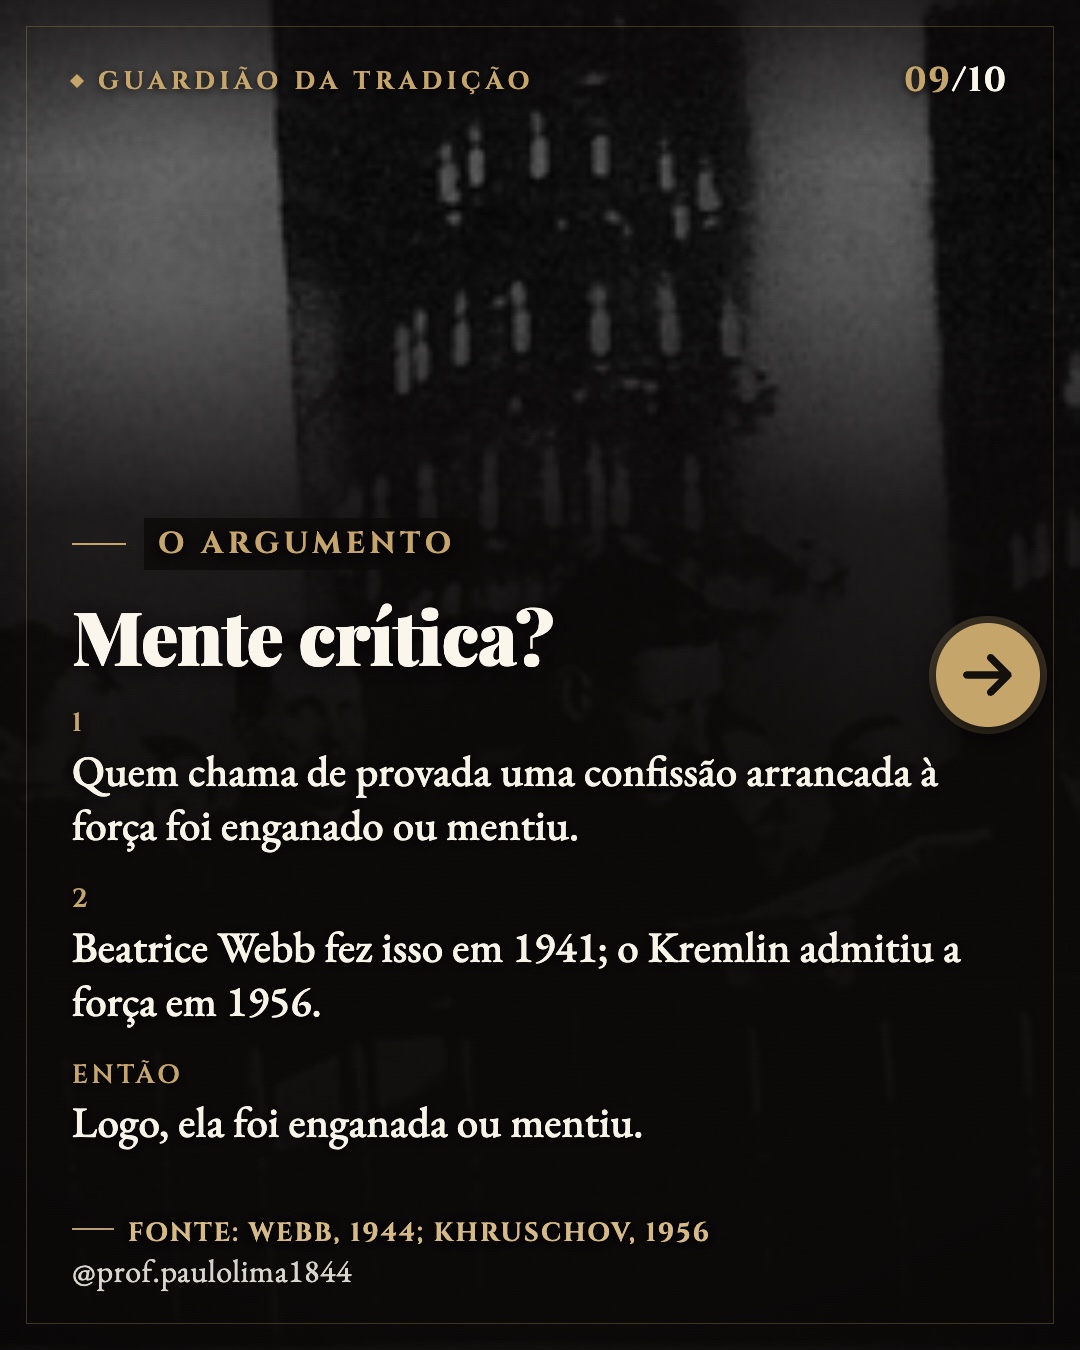 ◆ GUARDIÃO DA TRADIÇÃO
09/10
O ARGUMENTO
Mente crítica?
1
Quem chama de provada uma confissão arrancada à
força foi enganado ou mentiu.
2
Beatrice Webb fez isso em 1941; o Kremlin admitiu a
força em 1956.
ENTÃO
Logo, ela foi enganada ou mentiu.
FONTE: WEBB, 1944; KHRUSCHOV, 1956
@prof.paulolima1844